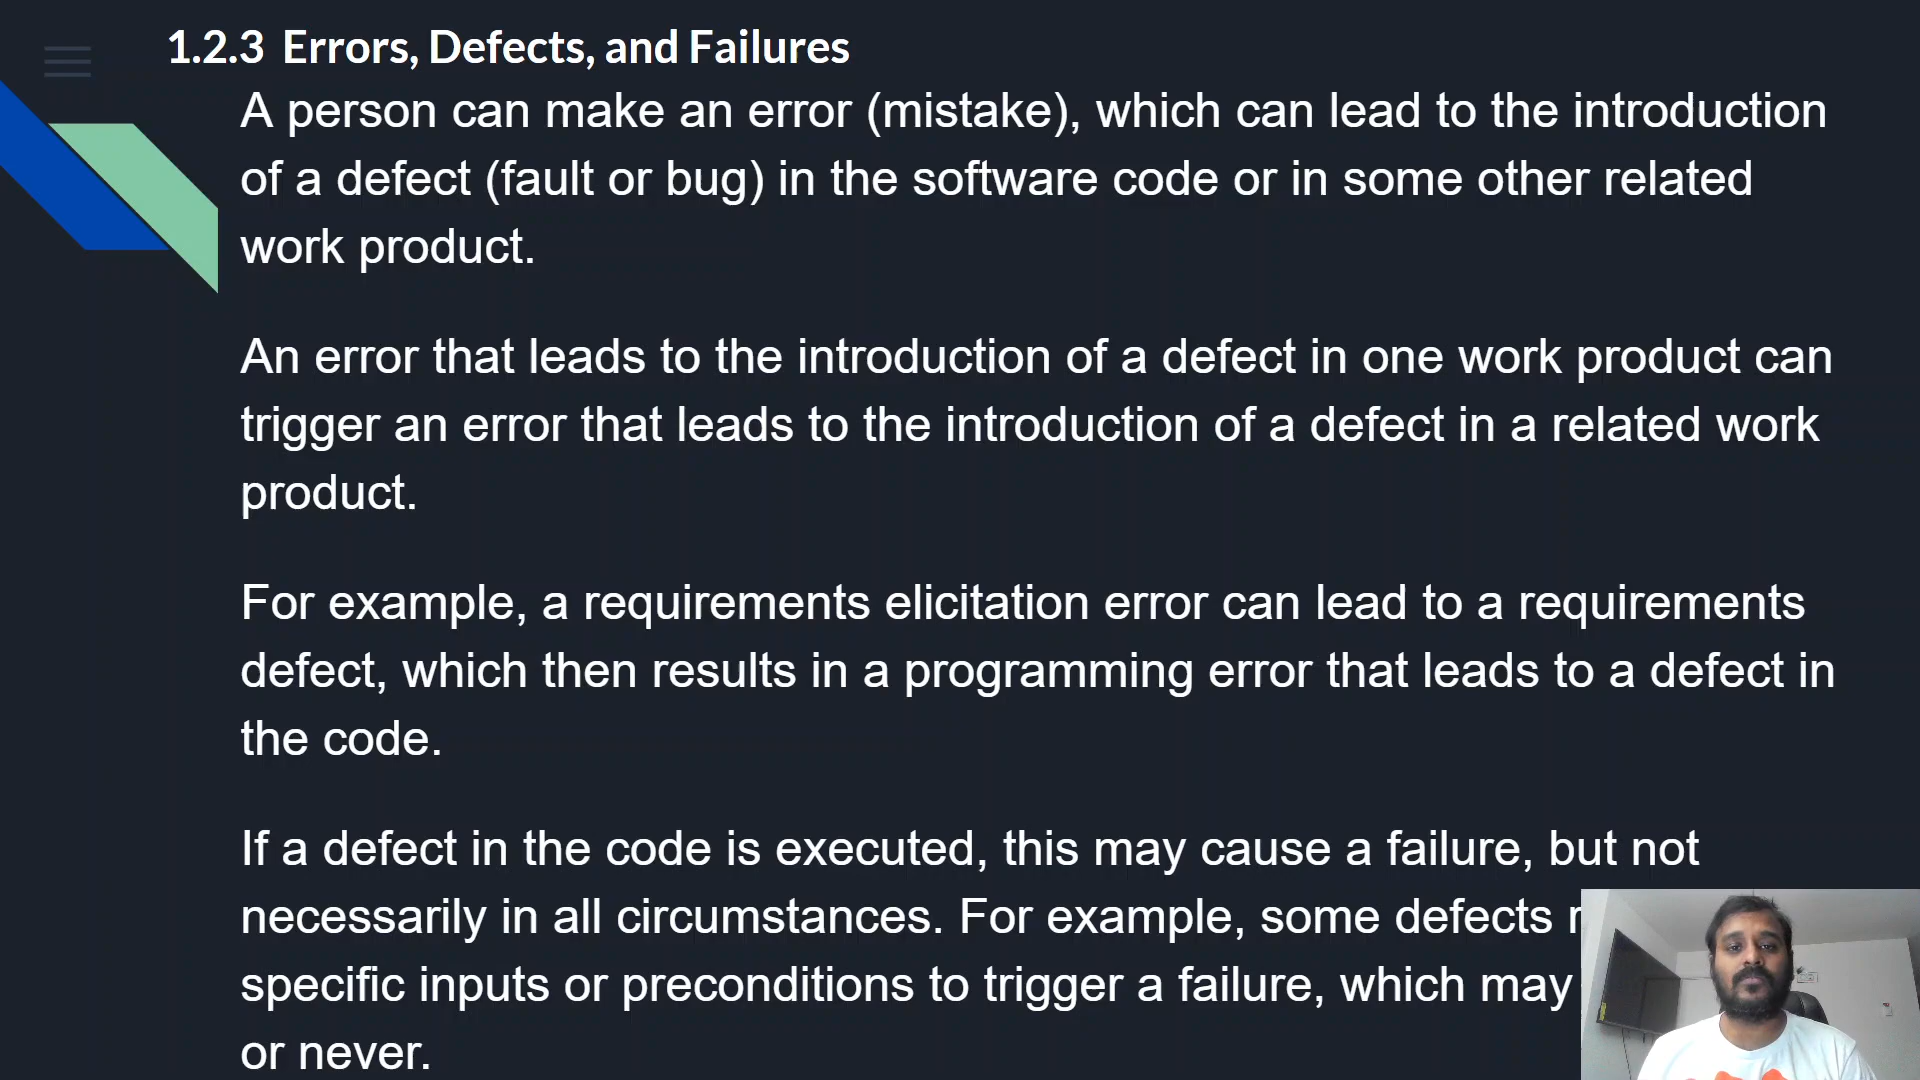 1.2.3 Errors, Defects, and Failures
A person can make an error (mistake), which can lead to the introduction
of a defect (fault or bug) in the software code or in some other related
work product.
An error that leads to the introduction of a defect in one work product can
trigger an error that leads to the introduction of a defect in a related work
product.
For example, a requirements elicitation error can lead to a requirements
defect, which then results in a programming error that leads to a defect in
the code.
If a defect in the code is executed, this may cause a failure, but not
necessarily in all circumstances. For example, some defects
specific inputs or preconditions to trigger a failure, which may
or never.